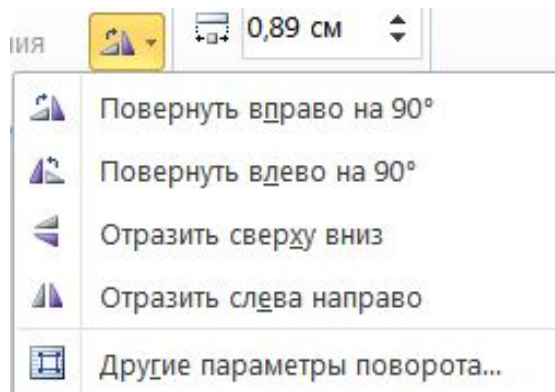 ния
0,89 см
Повернуть вправо на 90°
Повернуть влево на 90°
Отразить сверху вниз
Отразить слева направо
Другие параметры поворота...